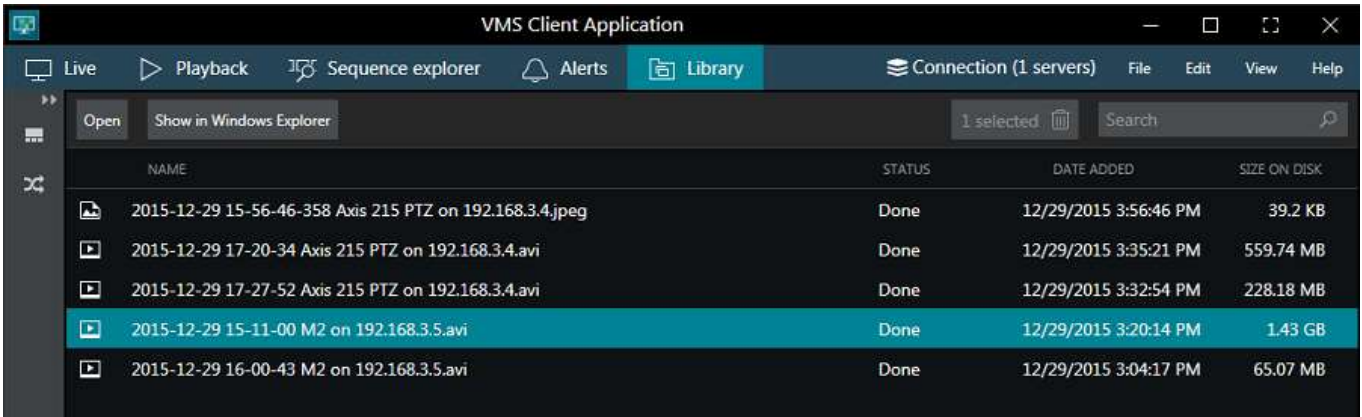 VMS Client Application
Live Playback Sequence explorer Alerts Library Connection (1 servers) File Edit View Help
Open Show in Windows Explorer 1 selected Search
NAME STATUS DATE ADDED SIZE ON DISK
2015-12-29 15-56-46-358 Axis 215 PTZ on 192.168.3.4.jpeg Done 12/29/2015 3:56:46 PM 39.2 KB
2015-12-29 17-20-34 Axis 215 PTZ on 192.168.3.4.avi Done 12/29/2015 3:35:21 PM 559.74 MB
2015-12-29 17-27-52 Axis 215 PTZ on 192.168.3.4.avi Done 12/29/2015 3:32:54 PM 228.18 MB
2015-12-29 15-11-00 M2 on 192.168.3.5.avi Done 12/29/2015 3:20:14 PM 1.43 GB
2015-12-29 16-00-43 M2 on 192.168.3.5.avi Done 12/29/2015 3:04:17 PM 65.07 MB